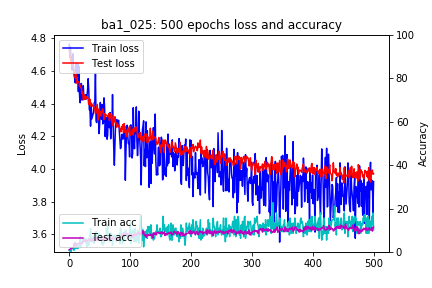 ba1_025: 500 epochs loss and accuracy
4.8
4.6
4.4
4.2
4.0
3.8
3.6
Loss
Train loss
Test loss
Train acc
Test acc
100
80
60
40
20
0
Accuracy
0 100 200 300 400 500